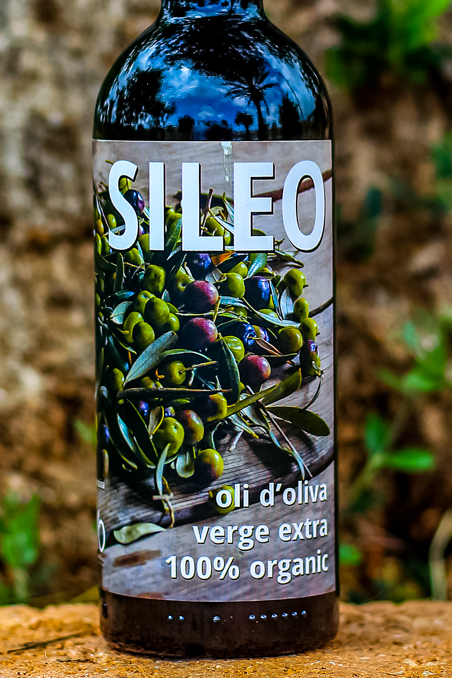 SILEO
oli d'oliva
verge extra
100% organic